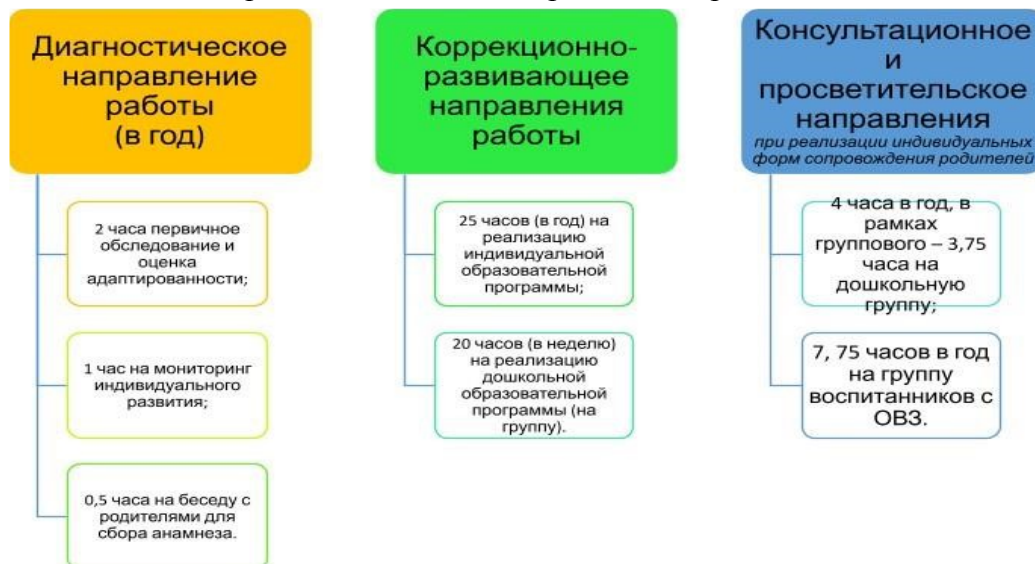 Диагностическое
направление
работы
(в год)
2 часа первичное
обследование и
оценка
адаптированности;
1 час на мониторинг
индивидуального
развития;
0,5 часа на беседу с
родителями для
сбора анамнеза.
Коррекционно-
развивающее
направления
работы
25 часов (в год) на
реализацию
индивидуальной
образовательной
программы;
20 часов (в неделю)
на реализацию
дошкольной
образовательной
программы (на
группу).
Консультационное
и
просветительское
направления
при реализации индивидуальных
форм сопровождения родителей
4 часа в год, в
рамках
группового – 3,75
часа на
дошкольную
группу;
7, 75 часов в год
на группу
воспитанников с
ОВЗ.